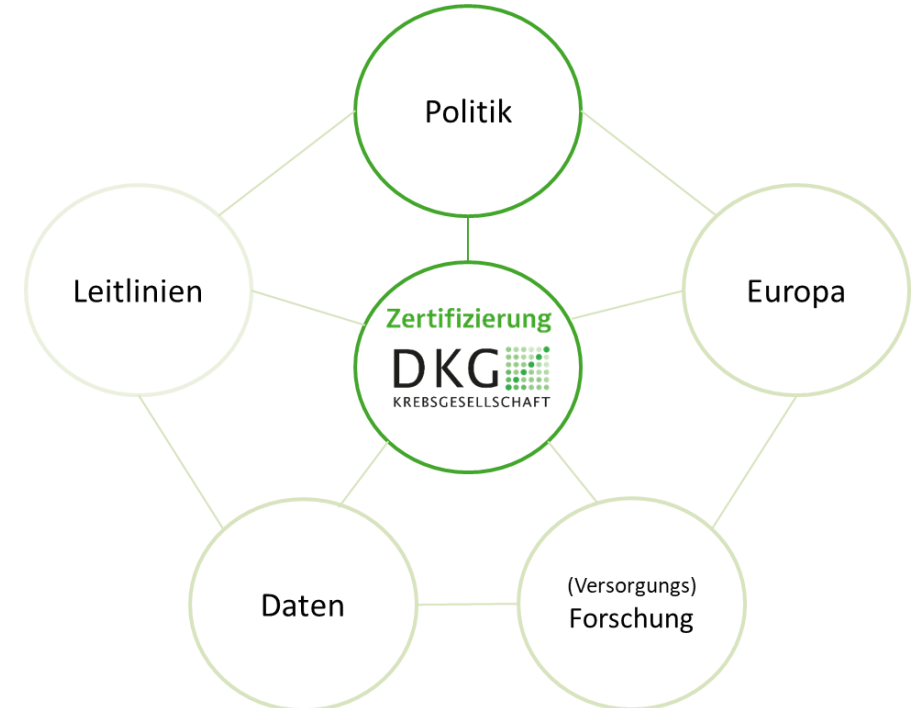 Politik
Leitlinien
Europa
Zertifizierung
DKG
KREBSGESELLSCHAFT
Daten
(Versorgungs)
Forschung